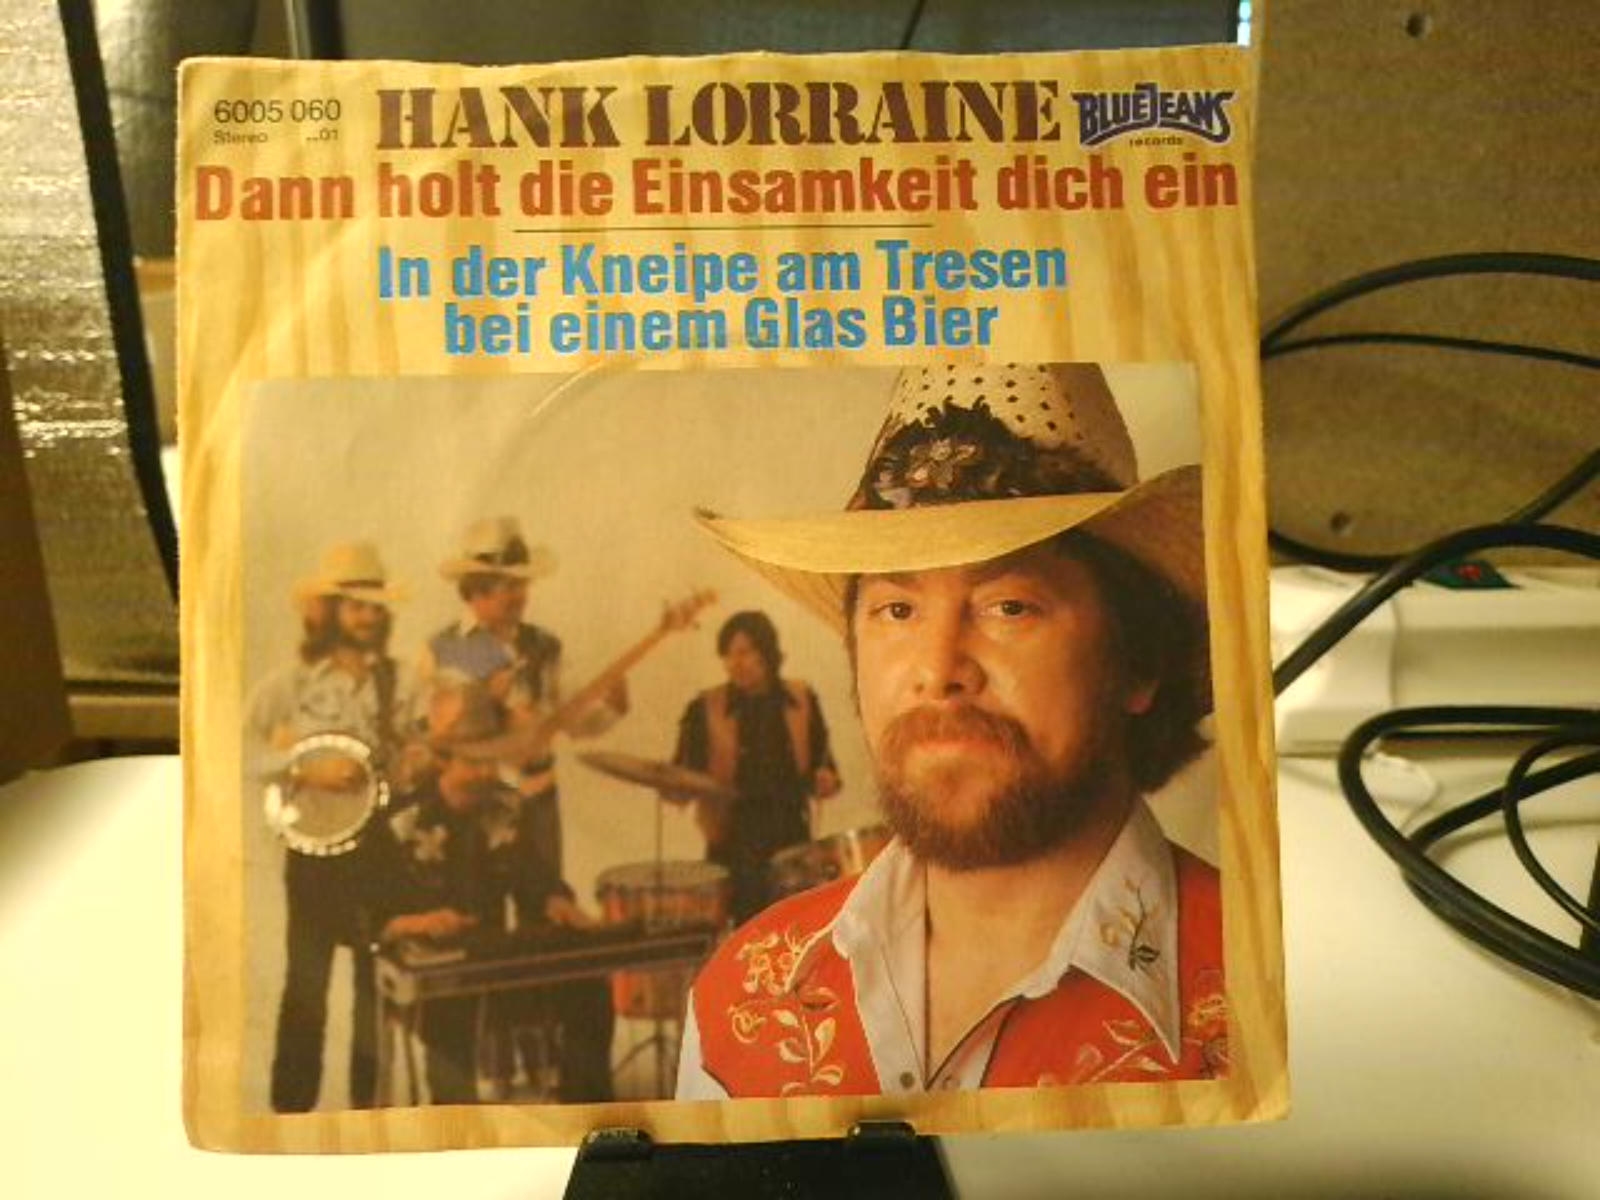 6005 060 HANK LORRAINE BLUE JEANS
Stereo ...01 records
Dann holt die Einsamkeit dich ein
In der Kneipe am Tresen
bei einem Glas Bier